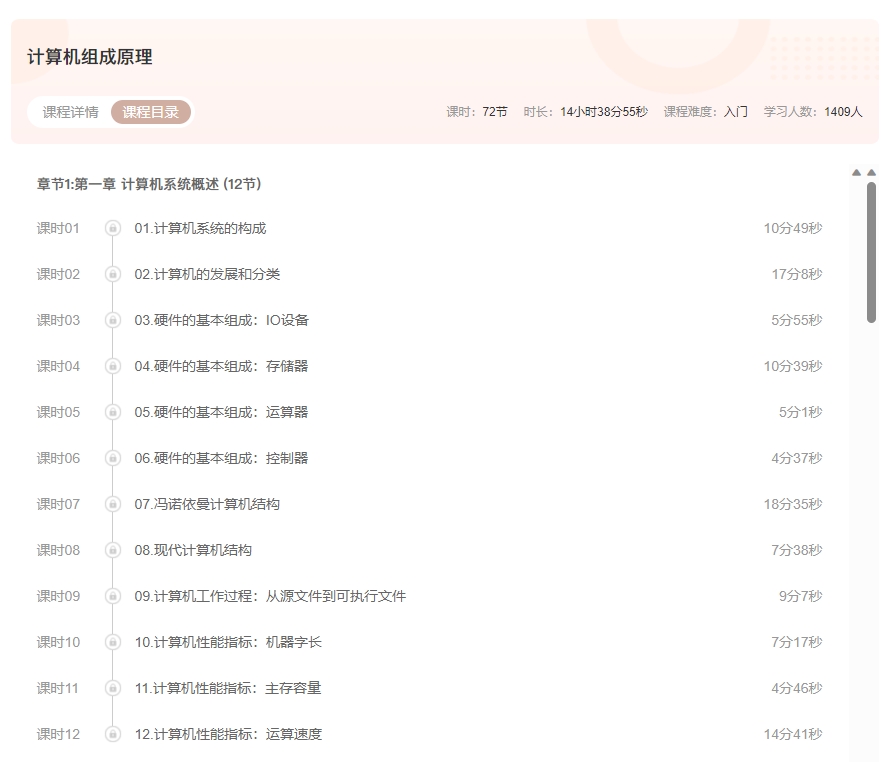 计算机组成原理
课程详情 课程目录 课时：72节 时长：14小时38分55秒 课程难度：入门 学习人数：1409人
章节1:第一章 计算机系统概述 (12节)
课时01 01.计算机系统的构成 10分49秒
课时02 02.计算机的发展和分类 17分8秒
课时03 03.硬件的基本组成：IO设备 5分55秒
课时04 04.硬件的基本组成：存储器 10分39秒
课时05 05.硬件的基本组成：运算器 5分1秒
课时06 06.硬件的基本组成：控制器 4分37秒
课时07 07.冯诺依曼计算机结构 18分35秒
课时08 08.现代计算机结构 7分38秒
课时09 09.计算机工作过程：从源文件到可执行文件 9分7秒
课时10 10.计算机性能指标：机器字长 7分17秒
课时11 11.计算机性能指标：主存容量 4分46秒
课时12 12.计算机性能指标：运算速度 14分41秒